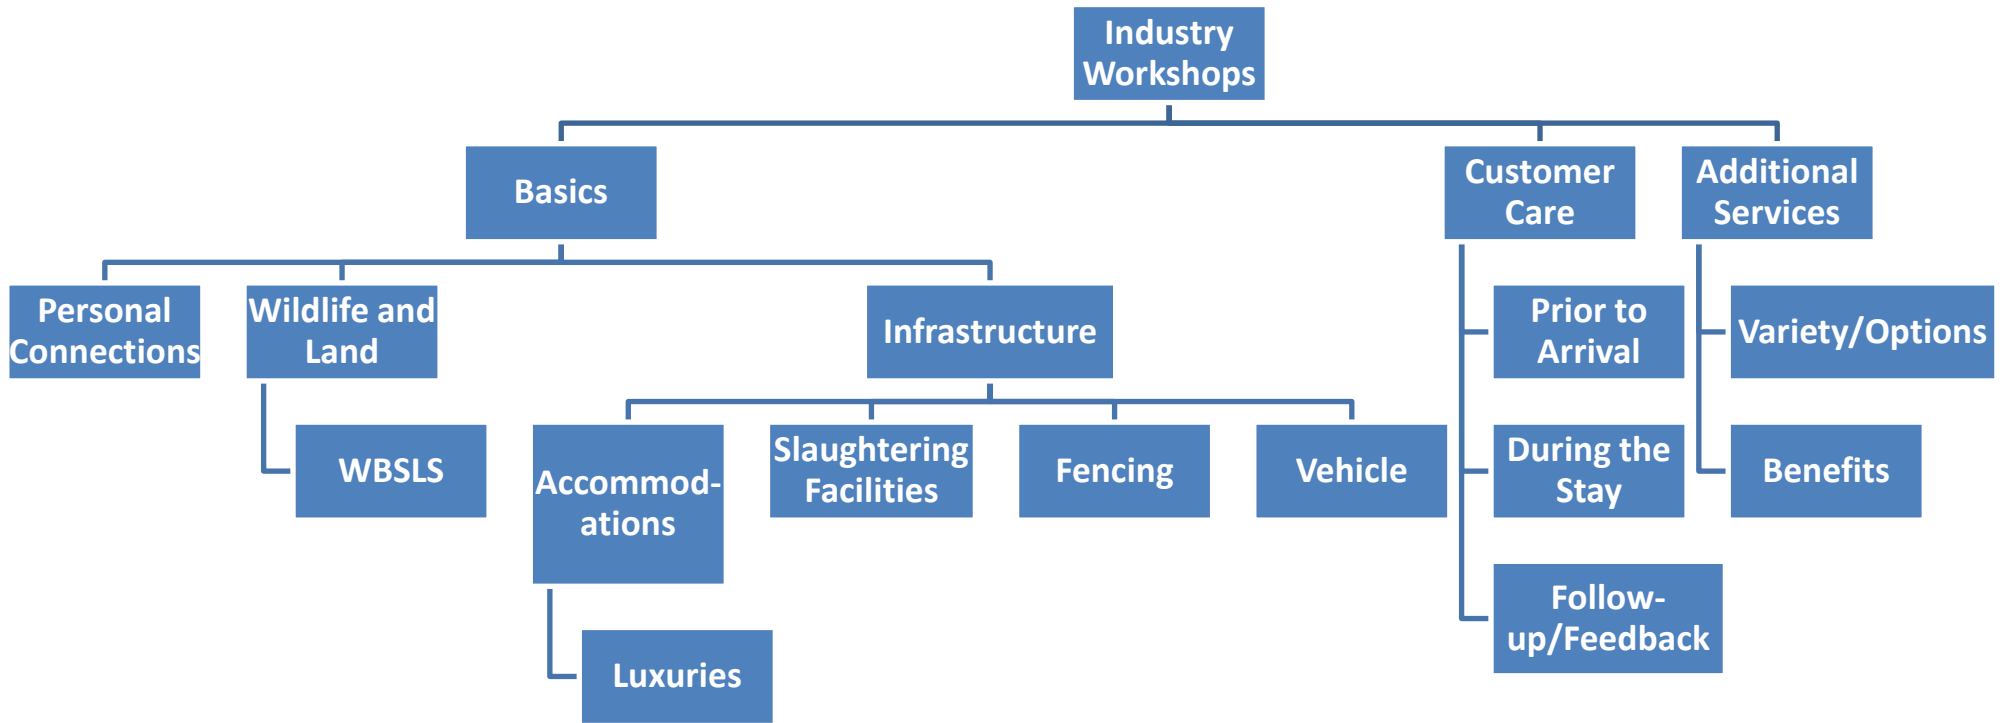 Industry
Workshops
Basics
Customer
Care
Additional
Services
Personal
Connections
Wildlife and
Land
Infrastructure
Prior to
Arrival
Variety/Options
WBSLS
Accommod-
ations
Slaughtering
Facilities
Fencing
Vehicle
During the
Stay
Benefits
Luxuries
Follow-
up/Feedback